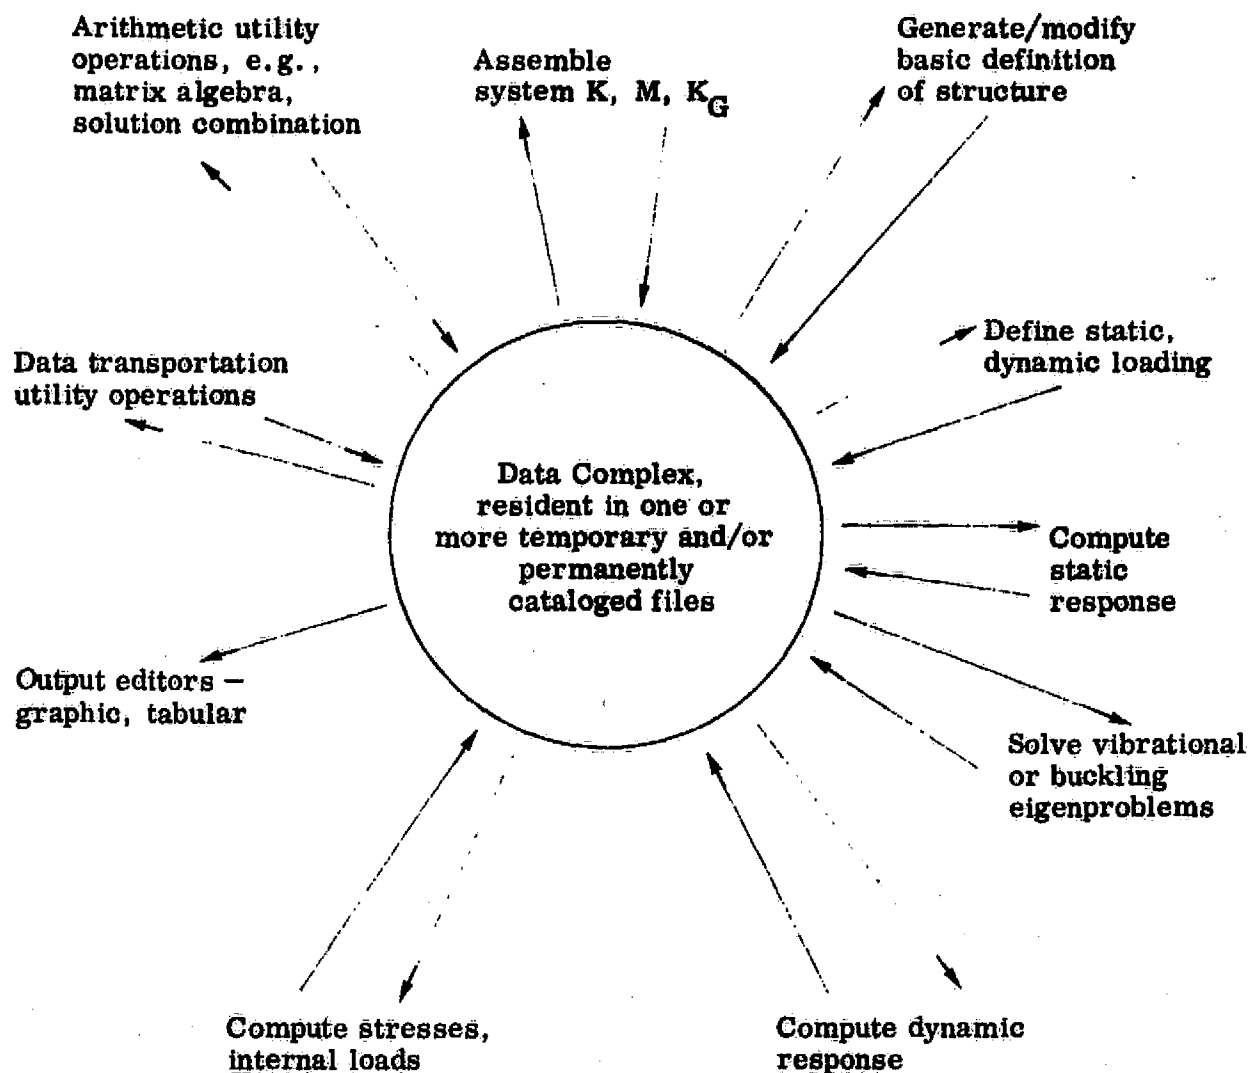 Arithmetic utility
operations, e.g.,
matrix algebra,
solution combination
Assemble
system K, M, K_G
Generate/modify
basic definition
of structure
Data transportation
utility operations
Define static,
dynamic loading
Data Complex,
resident in one or
more temporary and/or
permanently
cataloged files
Compute
static
response
Output editors —
graphic, tabular
Solve vibrational
or buckling
eigenproblems
Compute stresses,
internal loads
Compute dynamic
response